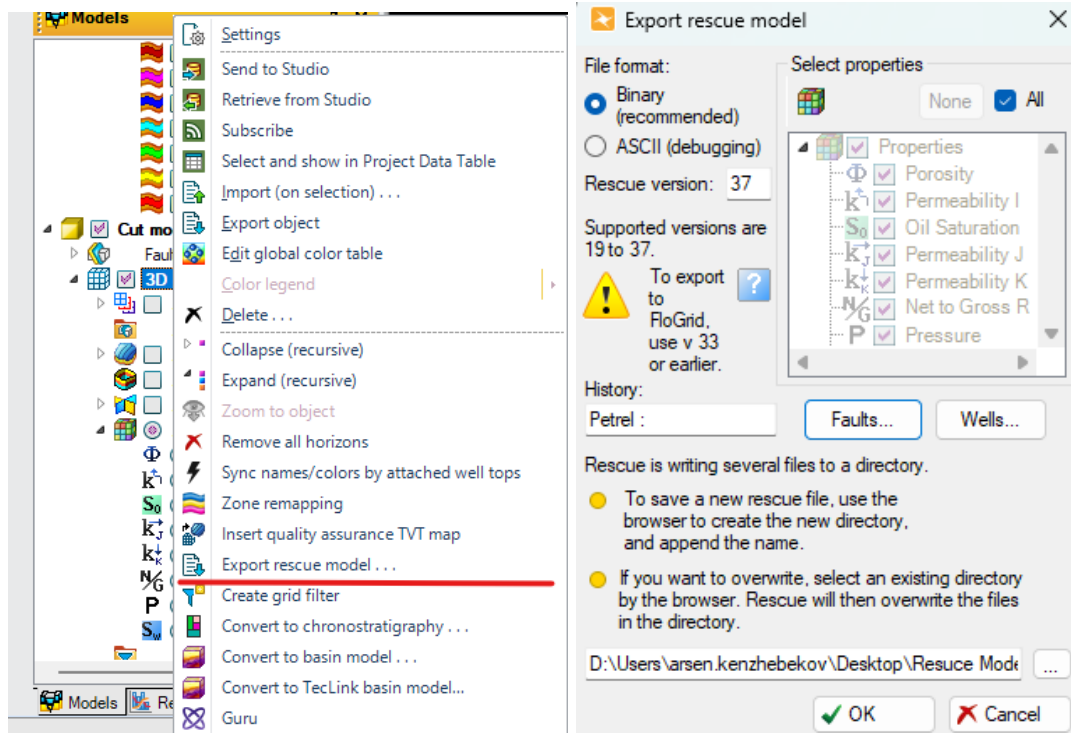 Models
Cut mo
Faul
3D
Φ
k
S₀
kJ
kK
N/G
P
Sw
Models
Re
Settings
Send to Studio
Retrieve from Studio
Subscribe
Select and show in Project Data Table
Import (on selection) . . .
Export object
Edit global color table
Color legend
Delete . . .
Collapse (recursive)
Expand (recursive)
Zoom to object
Remove all horizons
Sync names/colors by attached well tops
Zone remapping
Insert quality assurance TVT map
Export rescue model . . .
Create grid filter
Convert to chronostratigraphy . . .
Convert to basin model . . .
Convert to TecLink basin model...
Guru
Export rescue model
File format:
Binary
(recommended)
ASCII (debugging)
Rescue version: 37
Supported versions are
19 to 37.
To export
to
FloGrid,
use v 33
or earlier.
?
History:
Petrel :
Select properties
None
All
Properties
Φ Porosity
k Permeability I
S₀ Oil Saturation
kJ Permeability J
kK Permeability K
N/G Net to Gross R
P Pressure
Faults...
Wells...
Rescue is writing several files to a directory.
To save a new rescue file, use the
browser to create the new directory,
and append the name.
If you want to overwrite, select an existing directory
by the browser. Rescue will then overwrite the files
in the directory.
D:\Users\arsen.kenzhebekov\Desktop\Resuce Mode
...
OK
Cancel